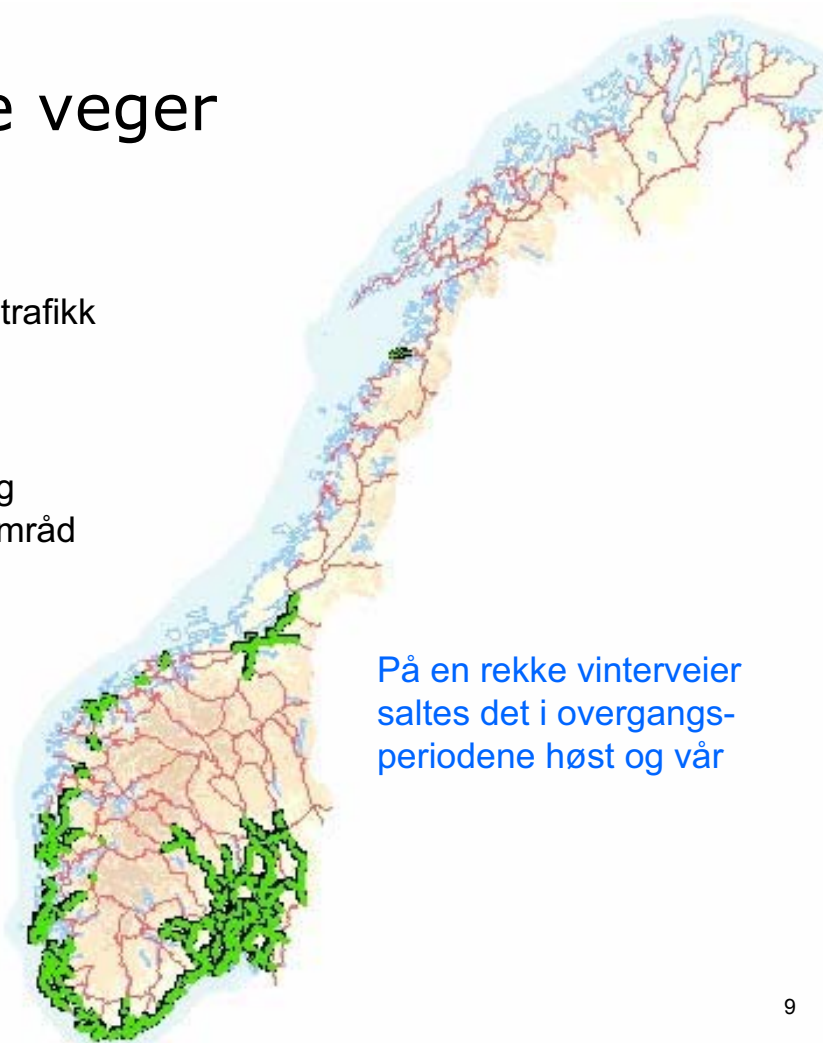 e veger
trafikk
g
mråd
På en rekke vinterveier
saltes det i overgangs-
periodene høst og vår
9